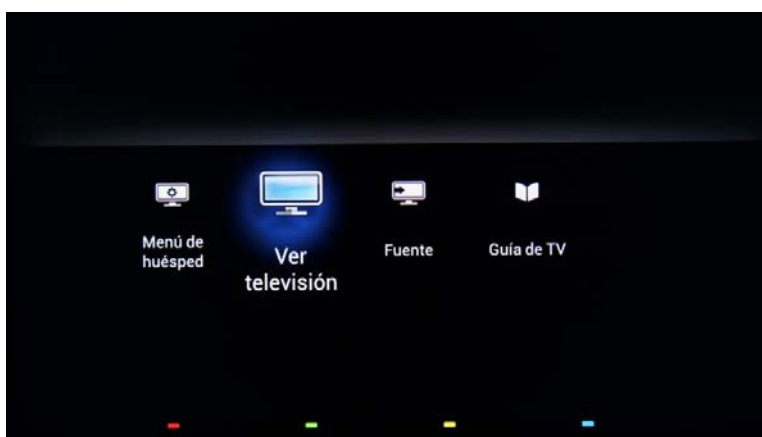 Menú de
huésped
Ver
televisión
Fuente
Guía de TV